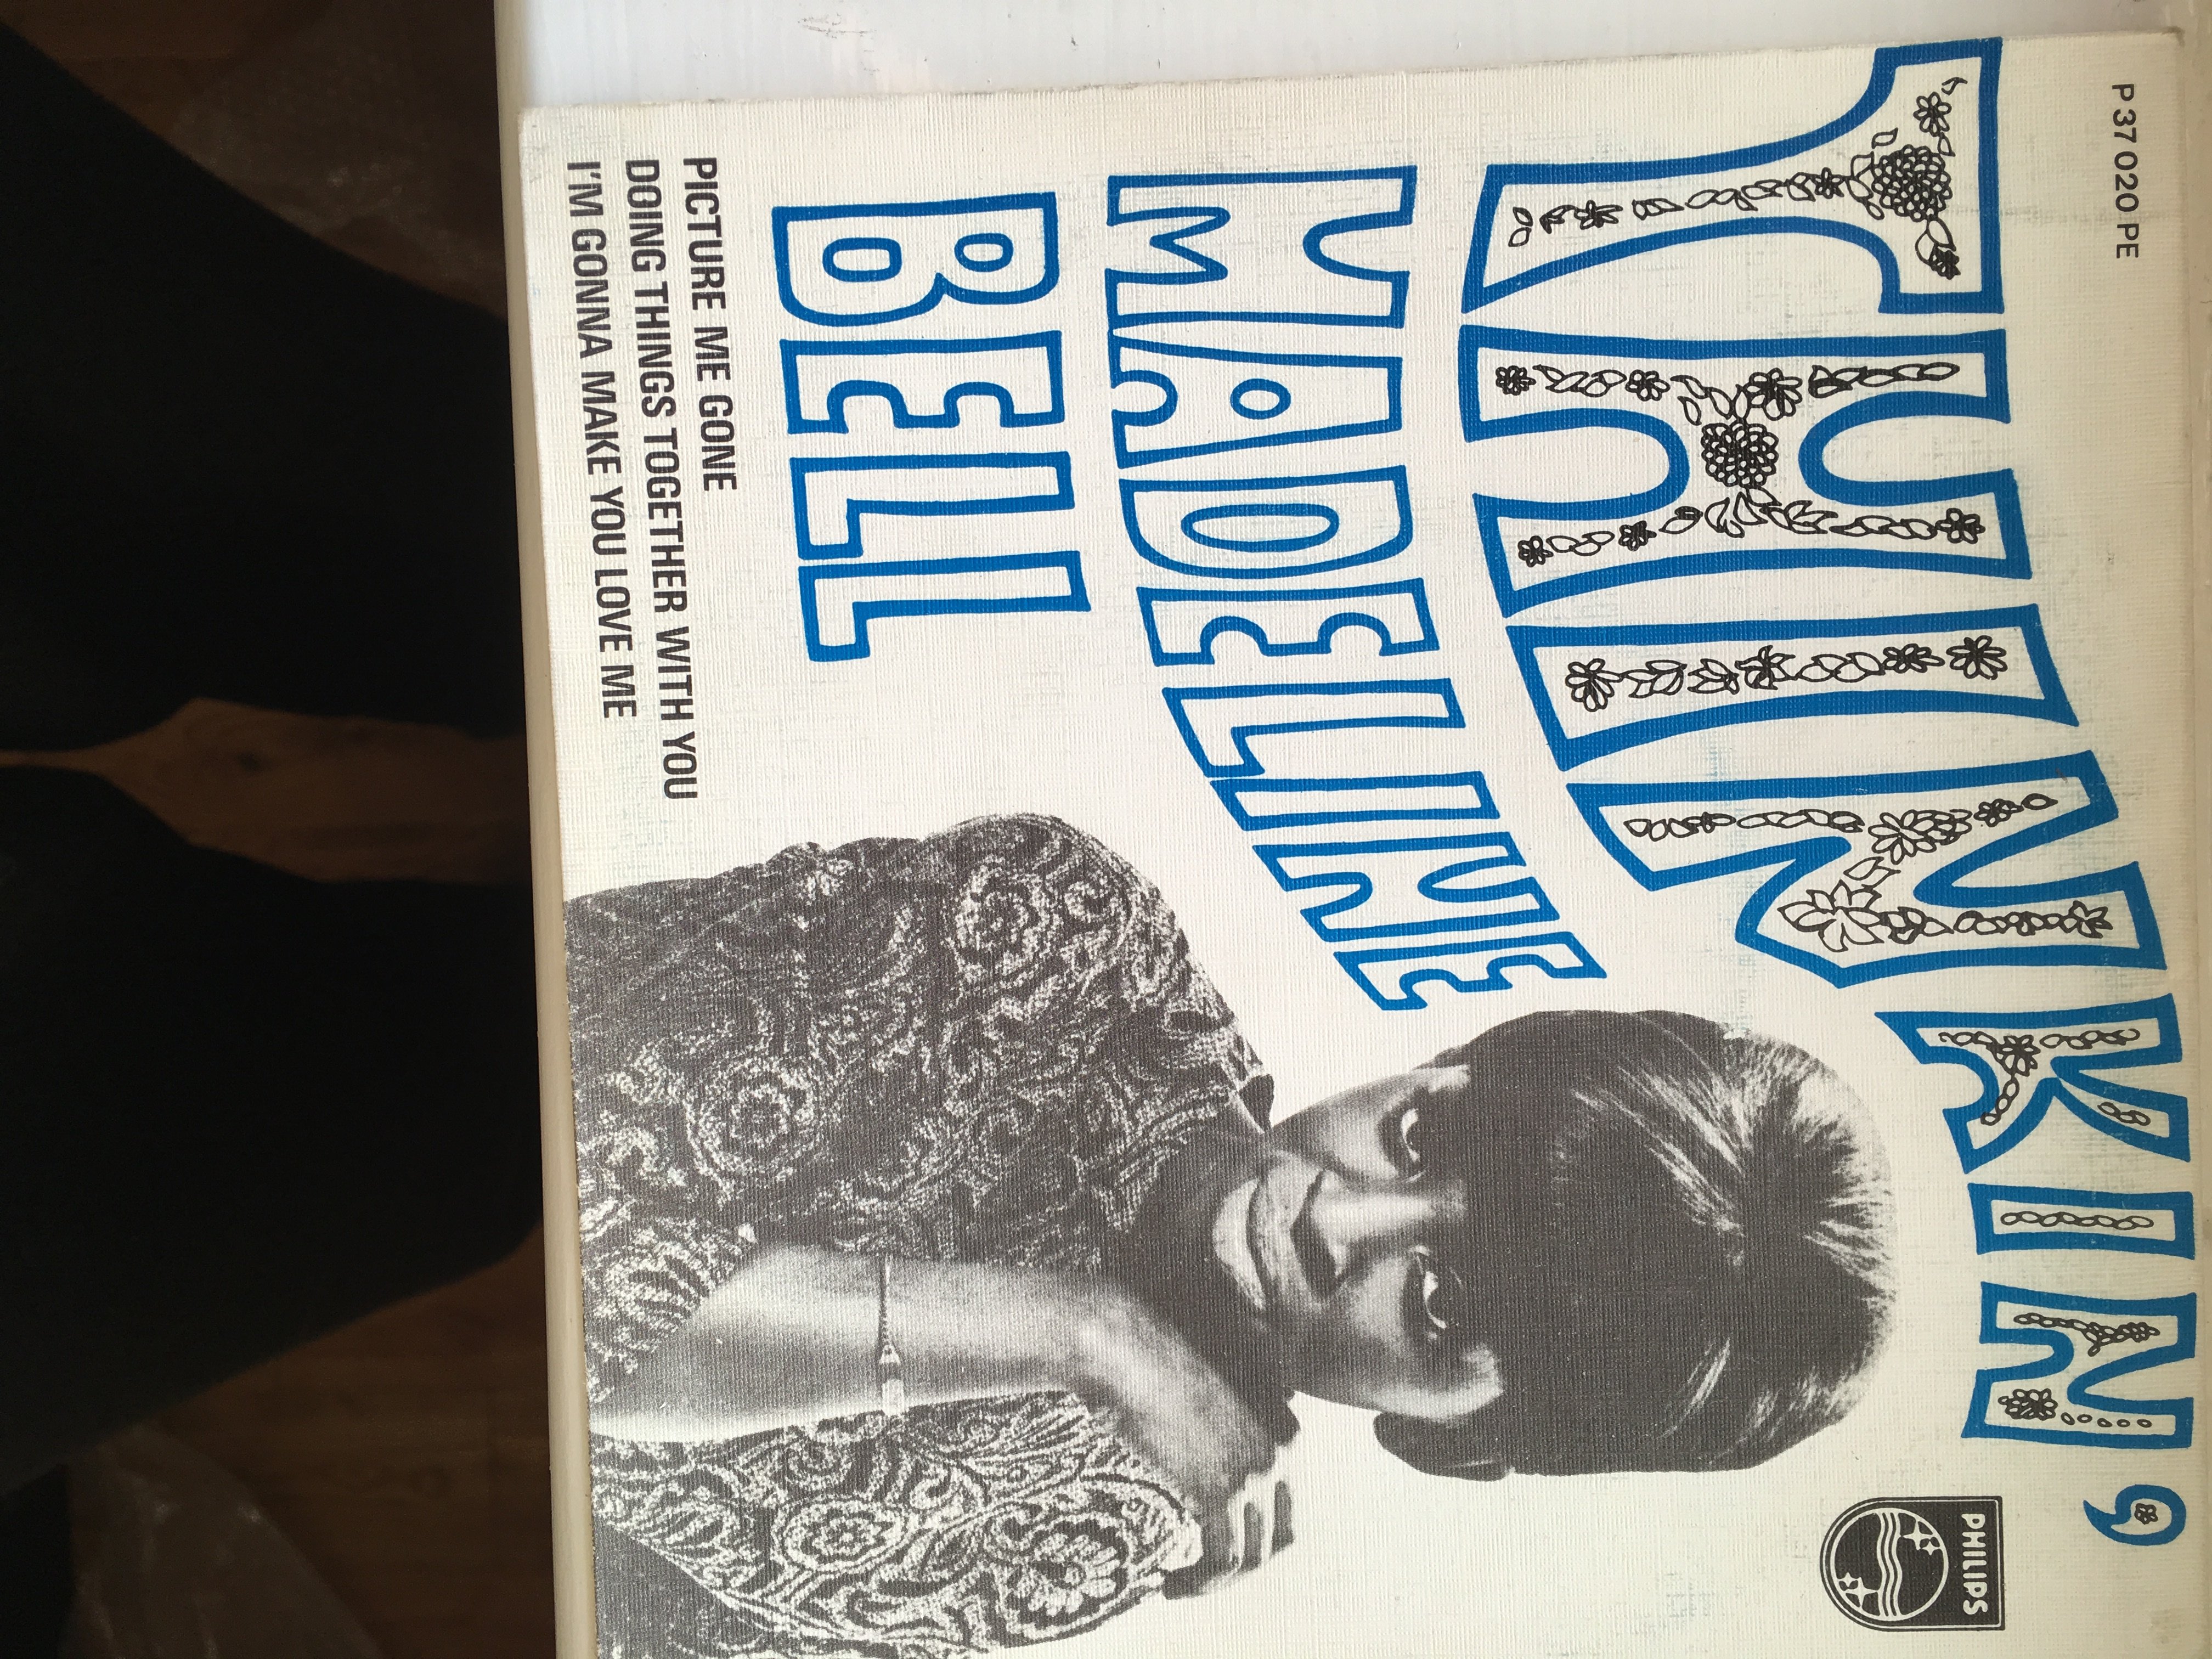 P 37 020 PE
THINKIN'
PHILIPS
MADELINE
BELL
PICTURE ME GONE
DOING THINGS TOGETHER WITH YOU
I'M GONNA MAKE YOU LOVE ME